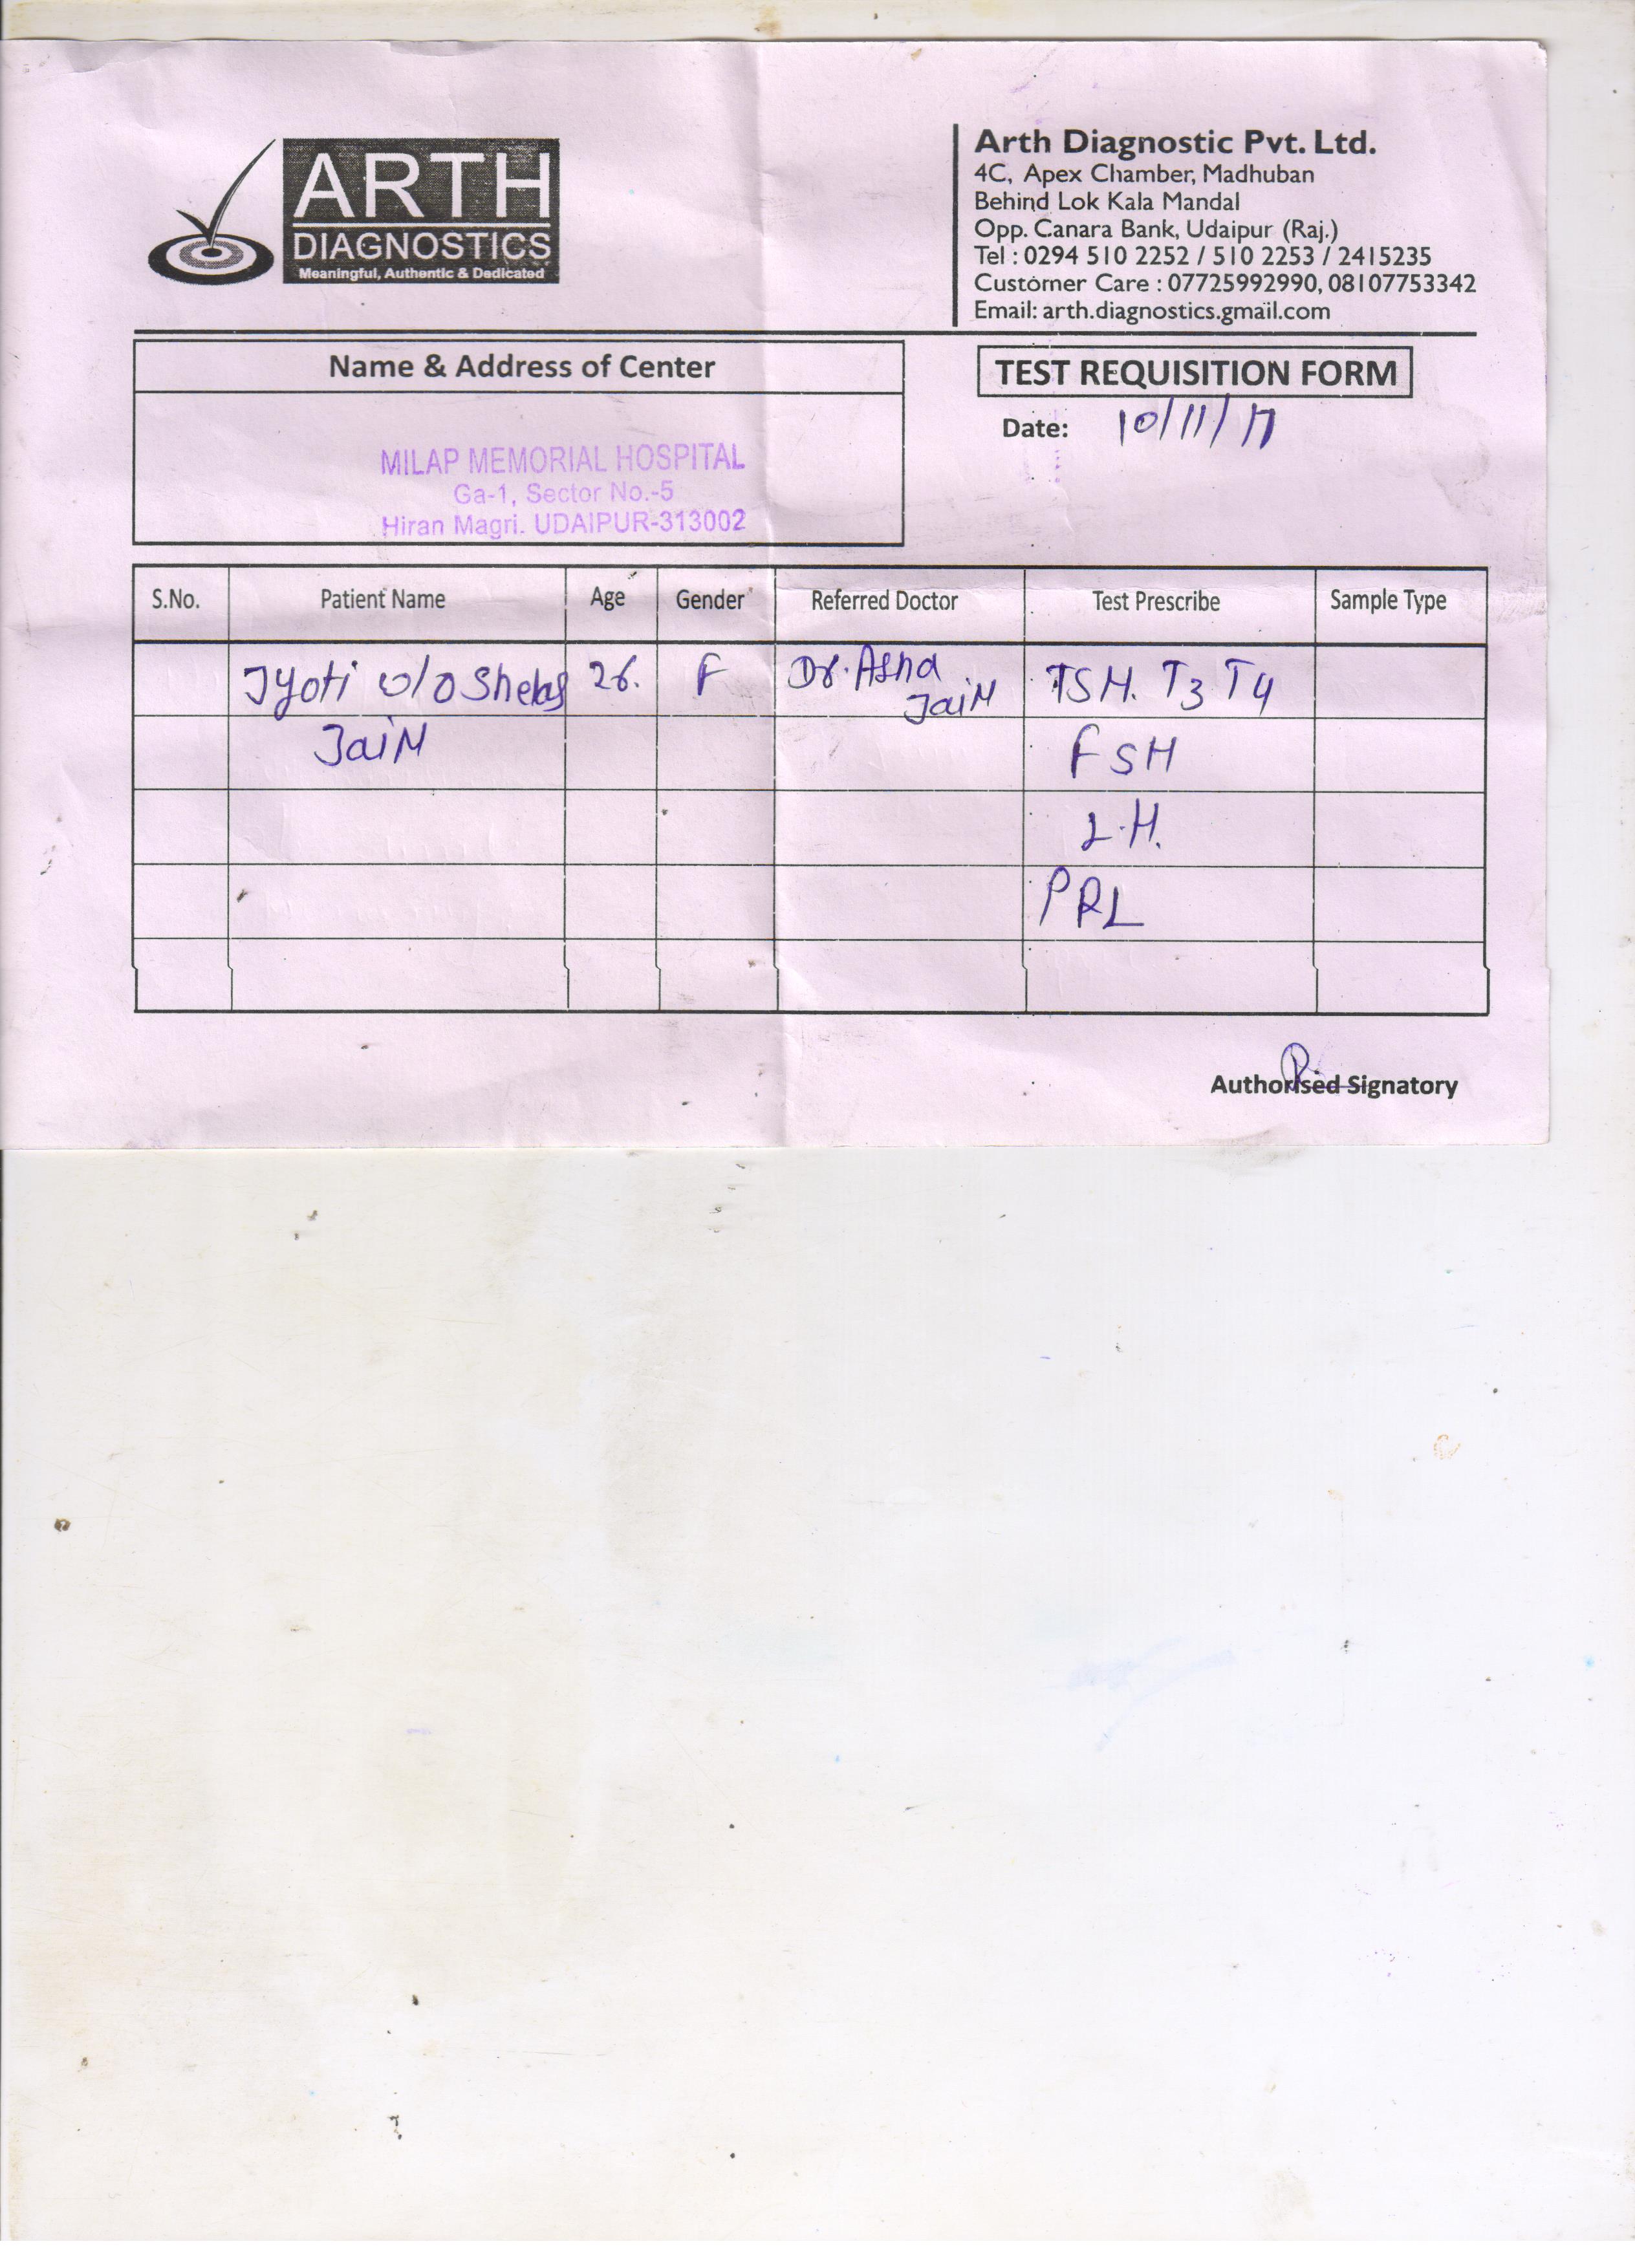 ARTH
DIAGNOSTICS
Meaningful, Authentic & Dedicated
Arth Diagnostic Pvt. Ltd.
4C, Apex Chamber, Madhuban
Behind Lok Kala Mandal
Opp. Canara Bank, Udaipur (Raj.)
Tel : 0294 510 2252 / 510 2253 / 2415235
Customer Care : 07725992990, 08107753342
Email: arth.diagnostics.gmail.com
Name & Address of Center
MILAP MEMORIAL HOSPITAL
Ga-1, Sector No.-5
Hiran Magri. UDAIPUR-313002
TEST REQUISITION FORM
Date: 10/11/17
S.No. Patient Name Age Gender Referred Doctor Test Prescribe Sample Type
Jyoti w/o 26. F Dr. Asha Jain TSH. T3 T4
Jain FSH
L.H.
PRL
Authorised Signatory